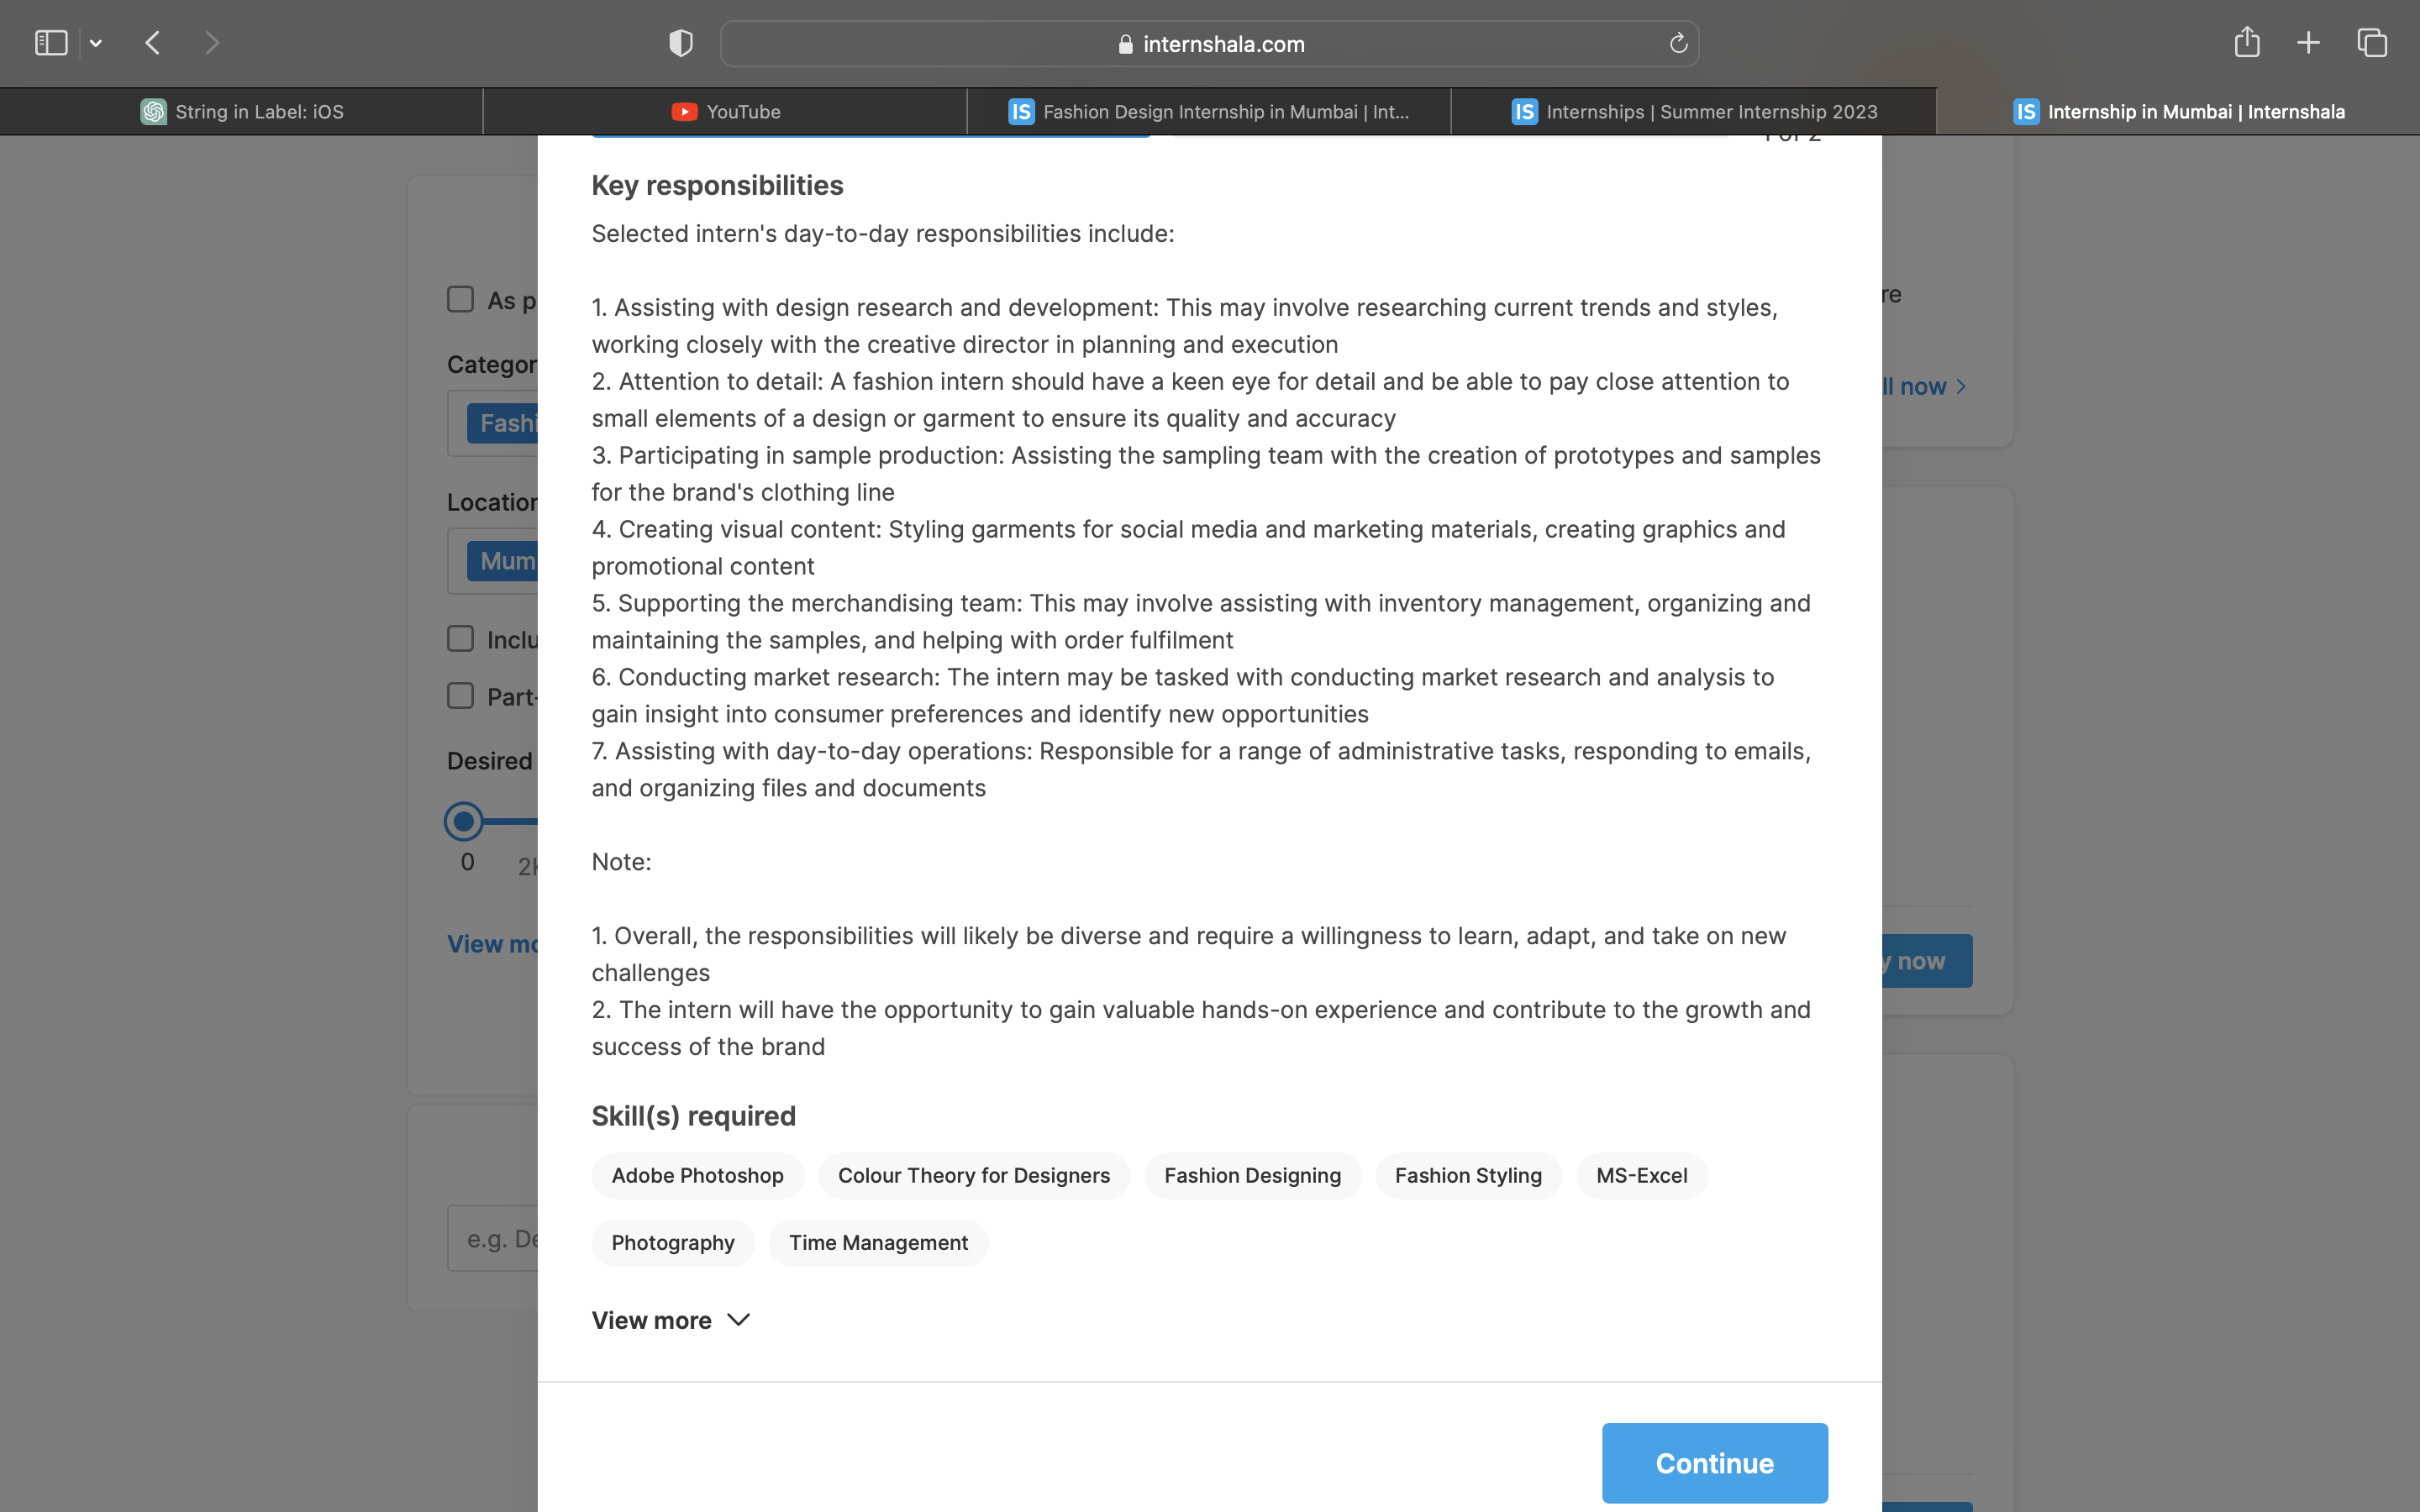 internshala.com
String in Label: iOS
YouTube
IS Fashion Design Internship in Mumbai | Int...
IS Internships | Summer Internship 2023
IS Internship in Mumbai | Internshala
Key responsibilities
Selected intern's day-to-day responsibilities include:
1. Assisting with design research and development: This may involve researching current trends and styles,
working closely with the creative director in planning and execution
2. Attention to detail: A fashion intern should have a keen eye for detail and be able to pay close attention to
small elements of a design or garment to ensure its quality and accuracy
3. Participating in sample production: Assisting the sampling team with the creation of prototypes and samples
for the brand's clothing line
4. Creating visual content: Styling garments for social media and marketing materials, creating graphics and
promotional content
5. Supporting the merchandising team: This may involve assisting with inventory management, organizing and
maintaining the samples, and helping with order fulfilment
6. Conducting market research: The intern may be tasked with conducting market research and analysis to
gain insight into consumer preferences and identify new opportunities
7. Assisting with day-to-day operations: Responsible for a range of administrative tasks, responding to emails,
and organizing files and documents
Note:
1. Overall, the responsibilities will likely be diverse and require a willingness to learn, adapt, and take on new
challenges
2. The intern will have the opportunity to gain valuable hands-on experience and contribute to the growth and
success of the brand
Skill(s) required
Adobe Photoshop Colour Theory for Designers Fashion Designing Fashion Styling MS-Excel
Photography Time Management
View more
Continue
As p
Categor
Fashi
Location
Mum
Inclu
Part-
Desired
0 2
View mo
e.g. De
re
ll now >
y now